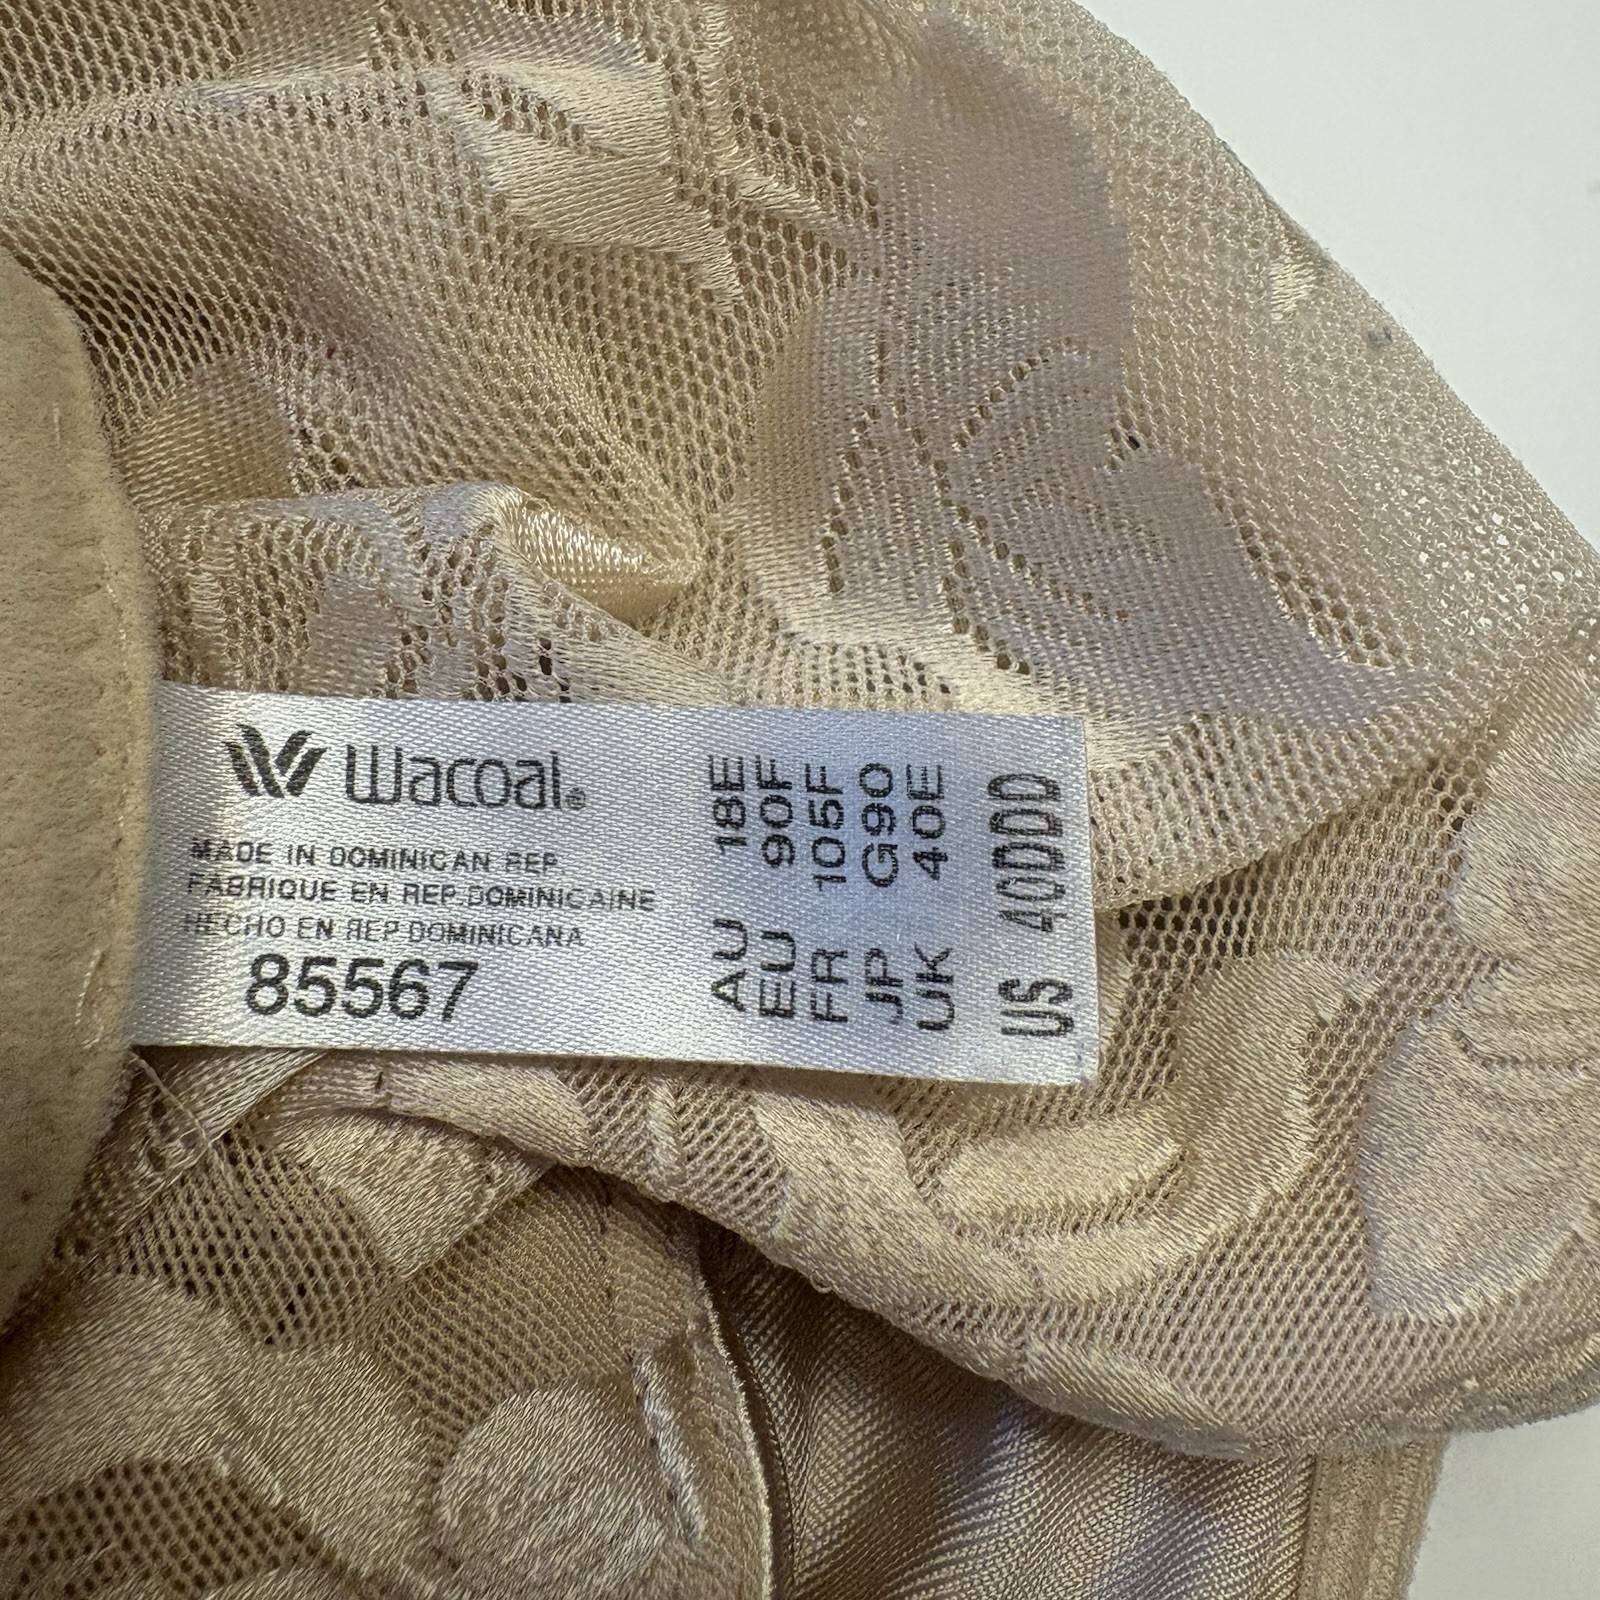 Wacoal®
MADE IN DOMINICAN REP.
FABRIQUE EN REP.DOMINICAINE
HECHO EN REP DOMINICANA
85567
AU 18E
EU 90F
FR 105F
JP G90
UK 40E
US 40DDD